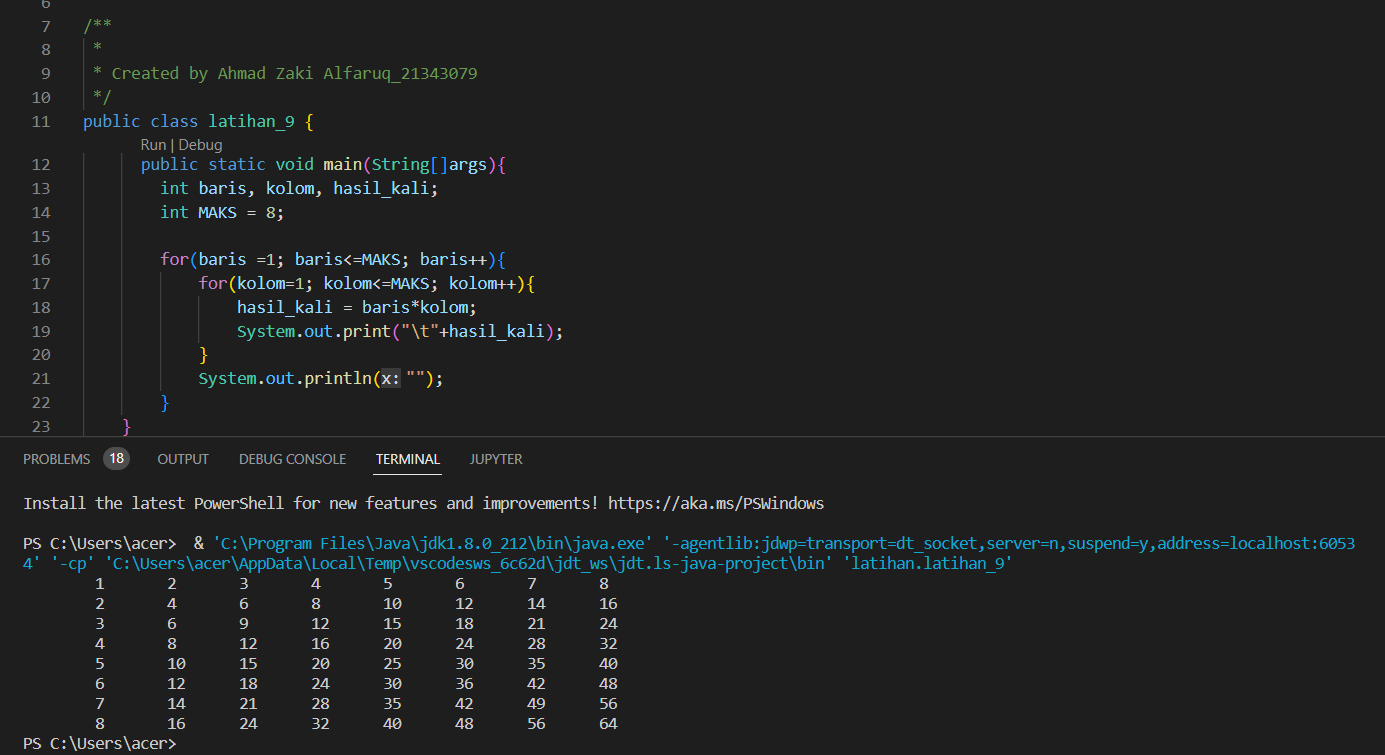 6
7 /**
8 *
9 * Created by Ahmad Zaki Alfaruq_21343079
10 */
11 public class latihan_9 {
Run | Debug
12 public static void main(String[]args){
13 int baris, kolom, hasil_kali;
14 int MAKS = 8;
15
16 for(baris =1; baris<=MAKS; baris++){
17 for(kolom=1; kolom<=MAKS; kolom++){
18 hasil_kali = baris*kolom;
19 System.out.print("\t"+hasil_kali);
20 }
21 System.out.println(x: "");
22 }
23 }
PROBLEMS 18 OUTPUT DEBUG CONSOLE TERMINAL JUPYTER
Install the latest PowerShell for new features and improvements! https://aka.ms/PSWindows
PS C:\Users\acer> & 'C:\Program Files\Java\jdk1.8.0_212\bin\java.exe' '-agentlib:jdwp=transport=dt_socket,server=n,suspend=y,address=localhost:6053
4' '-cp' 'C:\Users\acer\AppData\Local\Temp\vscodesws_6c62d\jdt_ws\jdt.ls-java-project\bin' 'latihan.latihan_9'
1 2 3 4 5 6 7 8
2 4 6 8 10 12 14 16
3 6 9 12 15 18 21 24
4 8 12 16 20 24 28 32
5 10 15 20 25 30 35 40
6 12 18 24 30 36 42 48
7 14 21 28 35 42 49 56
8 16 24 32 40 48 56 64
PS C:\Users\acer>